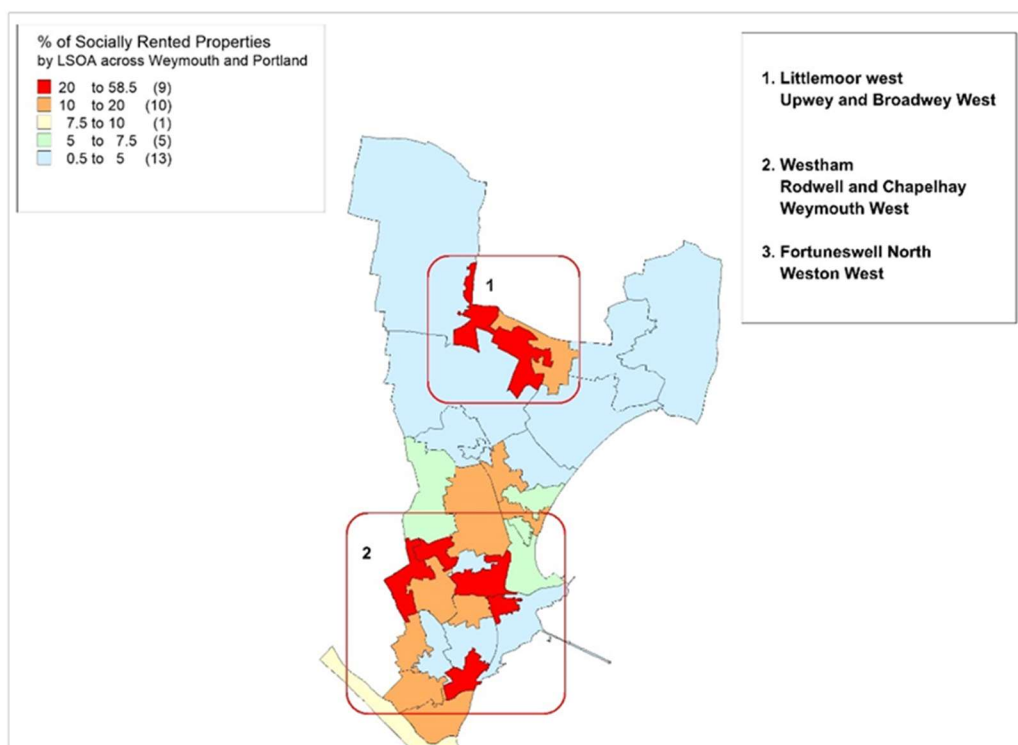 % of Socially Rented Properties
by LSOA across Weymouth and Portland
20 to 58.5 (9)
10 to 20 (10)
7.5 to 10 (1)
5 to 7.5 (5)
0.5 to 5 (13)
1. Littlemoor west
Upwey and Broadwey West
2. Westham
Rodwell and Chapelhay
Weymouth West
3. Fortuneswell North
Weston West
1
2